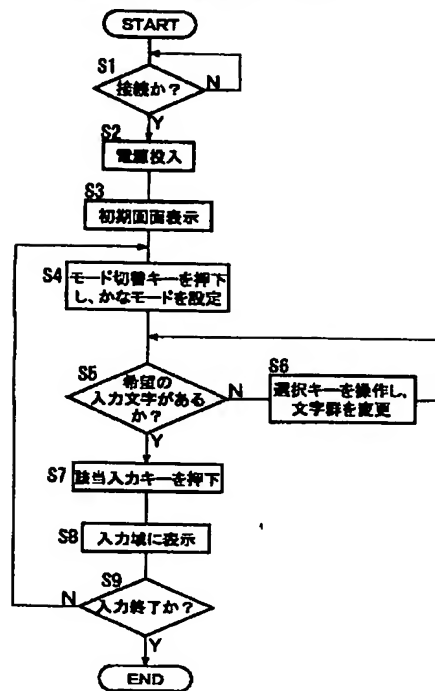 START
S1
接続か?
N
Y
S2
電源投入
S3
初期画面表示
S4
モード切替キーを押下
し、かなモードを設定
S5
希望の
入力文字がある
か?
N
Y
S6
選択キーを操作し、
文字群を変更
S7
該当入力キーを押下
S8
入力域に表示
S9
入力終了か?
N
Y
END